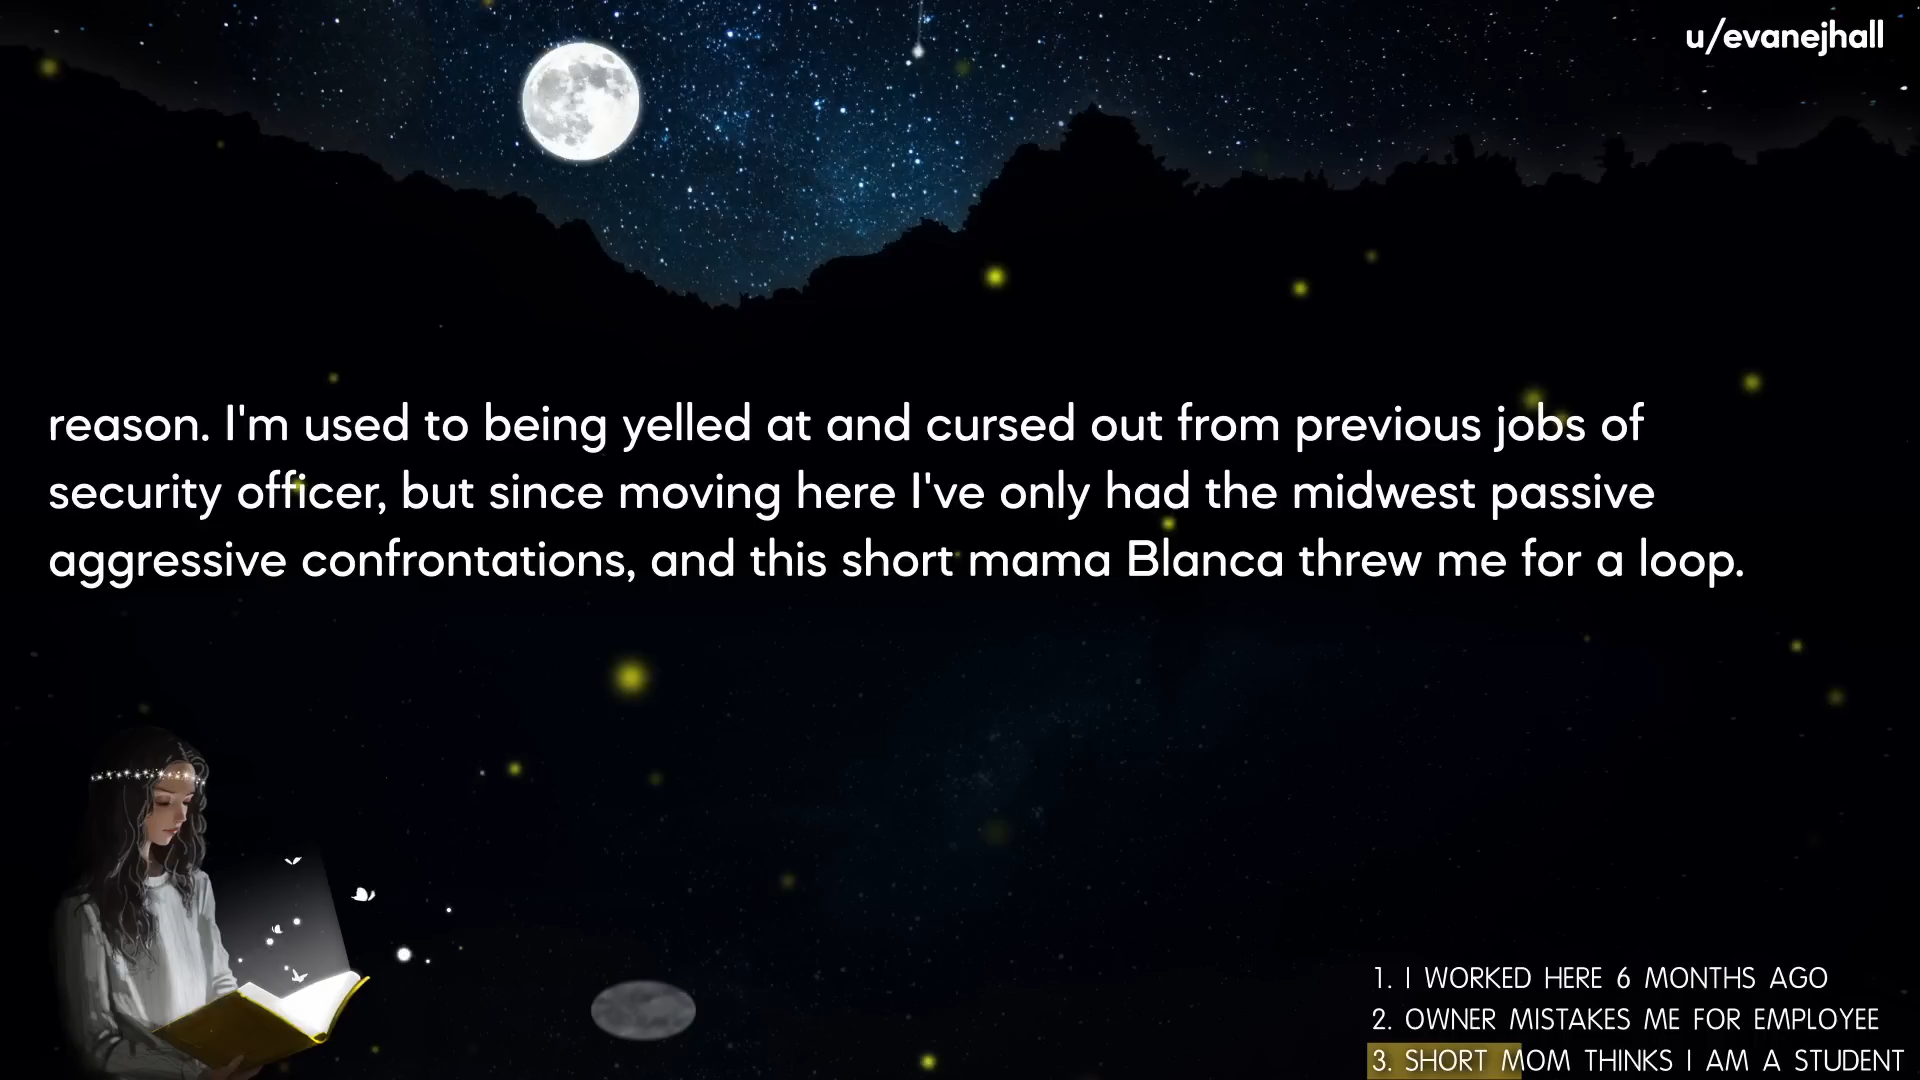 u/evanejhall
reason. I'm used to being yelled at and cursed out from previous jobs of
security officer, but since moving here I've only had the midwest passive
aggressive confrontations, and this short mama Blanca threw me for a loop.
1. I WORKED HERE 6 MONTHS AGO
2. OWNER MISTAKES ME FOR EMPLOYEE
3. SHORT MOM THINKS I AM A STUDENT